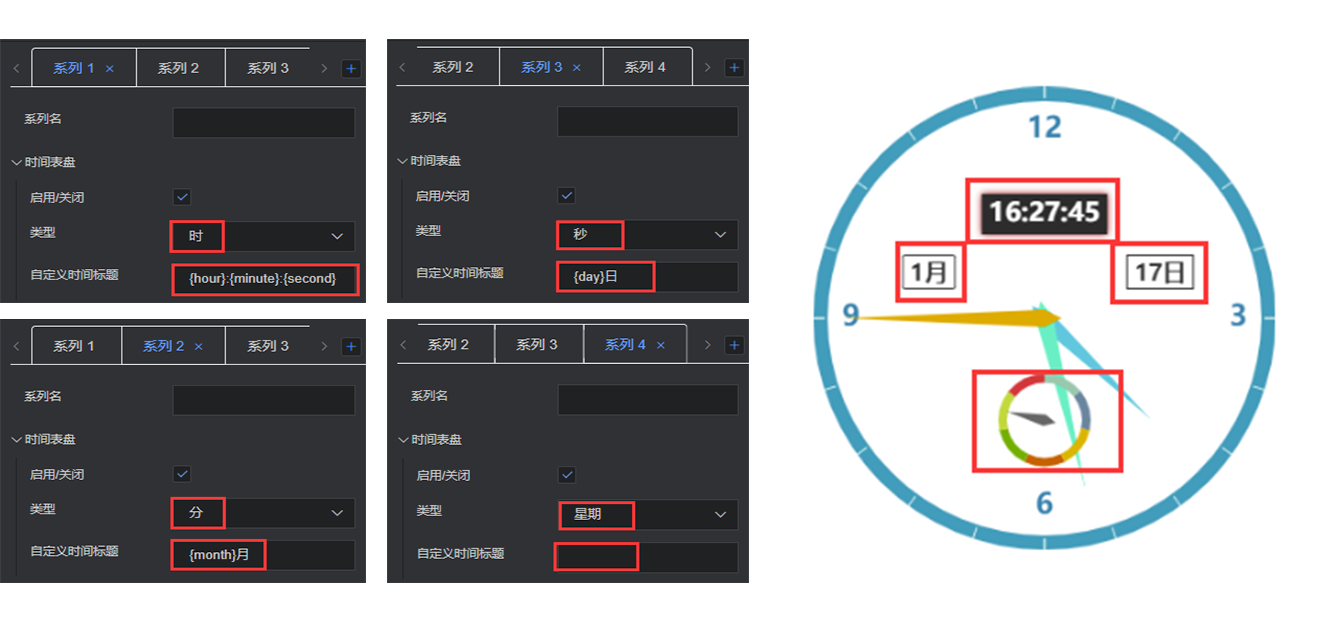 系列 1 × 系列 2 系列 3 +
系列名
时间表盘
启用/关闭
类型 时
自定义时间标题 {hour}:{minute}:{second}
系列 2 系列 3 × 系列 4 +
系列名
时间表盘
启用/关闭
类型 秒
自定义时间标题 {day}日
系列 1 系列 2 × 系列 3 +
系列名
时间表盘
启用/关闭
类型 分
自定义时间标题 {month}月
系列 2 系列 3 系列 4 × +
系列名
时间表盘
启用/关闭
类型 星期
自定义时间标题
12
16:27:45
1月 17日
9 3
6